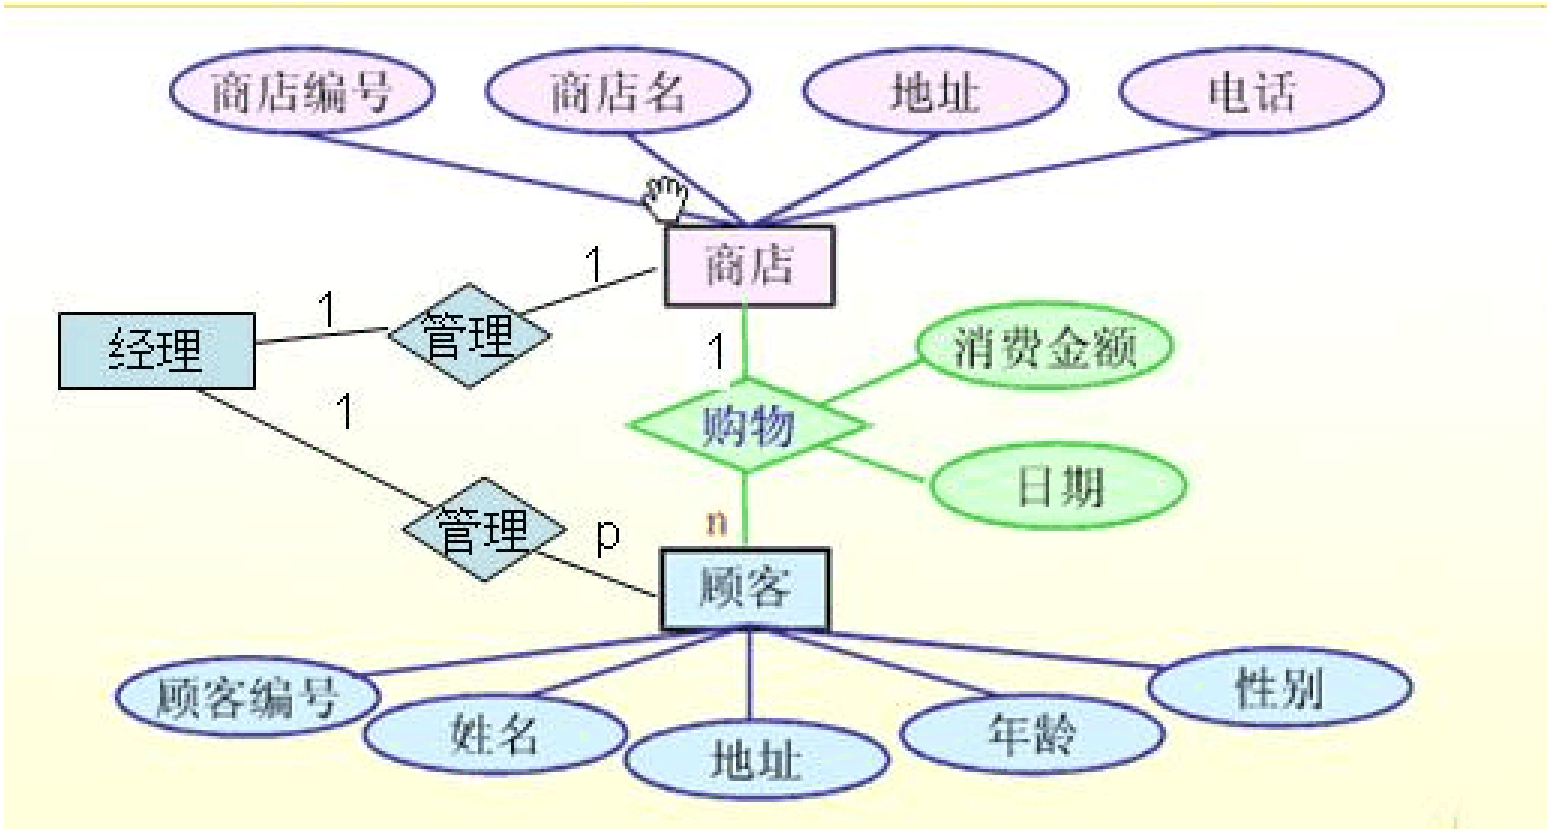 商店编号
商店名
地址
电话
商店
1
1
管理
经理
1
消费金额
购物
1
日期
管理
p
n
顾客
顾客编号
姓名
地址
年龄
性别